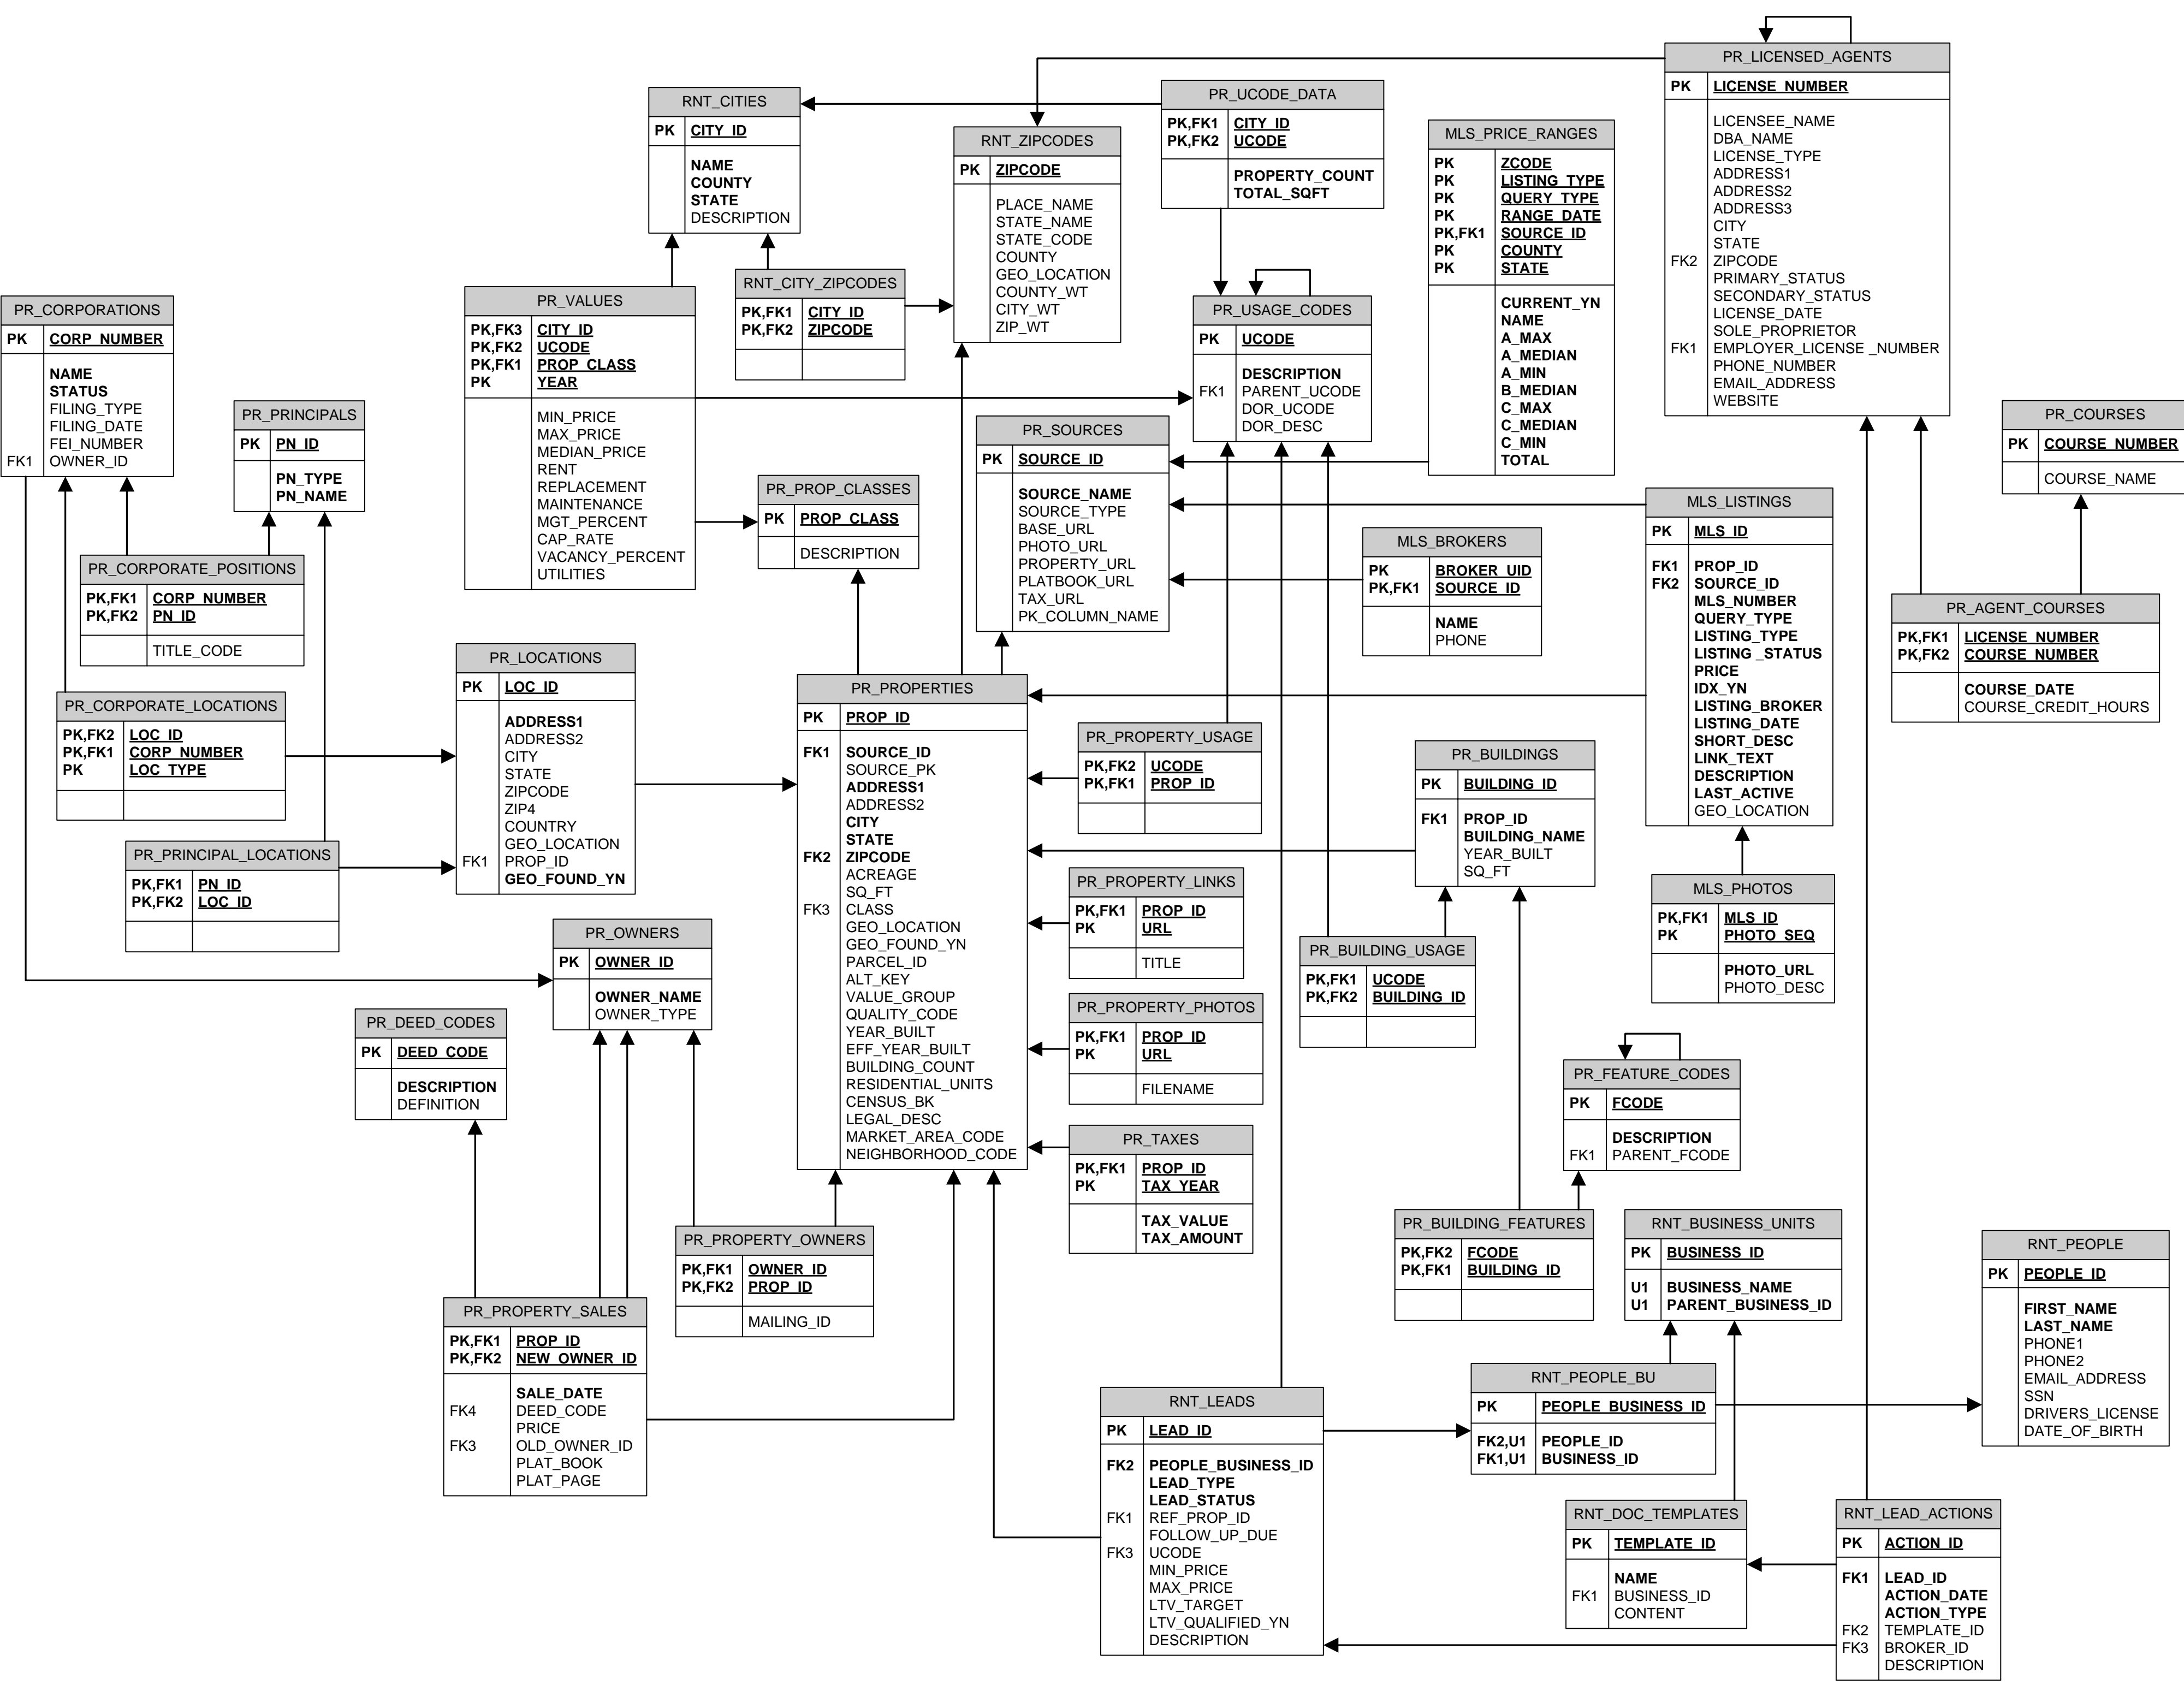 PR_LICENSED_AGENTS
PK LICENSE_NUMBER
LICENSEE_NAME
DBA_NAME
LICENSE_TYPE
ADDRESS1
ADDRESS2
ADDRESS3
CITY
STATE
FK2 ZIPCODE
PRIMARY_STATUS
SECONDARY_STATUS
LICENSE_DATE
SOLE_PROPRIETOR
FK1 EMPLOYER_LICENSE _NUMBER
PHONE_NUMBER
EMAIL_ADDRESS
WEBSITE
RNT_CITIES
PK CITY_ID
NAME
COUNTY
STATE
DESCRIPTION
PR_UCODE_DATA
PK,FK1 CITY_ID
PK,FK2 UCODE
PROPERTY_COUNT
TOTAL_SQFT
RNT_ZIPCODES
PK ZIPCODE
PLACE_NAME
STATE_NAME
STATE_CODE
COUNTY
GEO_LOCATION
COUNTY_WT
CITY_WT
ZIP_WT
MLS_PRICE_RANGES
PK ZCODE
PK LISTING_TYPE
PK QUERY_TYPE
PK RANGE_DATE
PK,FK1 SOURCE_ID
PK COUNTY
PK STATE
CURRENT_YN
NAME
A_MAX
A_MEDIAN
A_MIN
B_MEDIAN
C_MAX
C_MEDIAN
C_MIN
TOTAL
RNT_CITY_ZIPCODES
PK,FK1 CITY_ID
PK,FK2 ZIPCODE
PR_VALUES
PK,FK3 CITY_ID
PK,FK2 UCODE
PK,FK1 PROP_CLASS
PK YEAR
MIN_PRICE
MAX_PRICE
MEDIAN_PRICE
RENT
REPLACEMENT
MAINTENANCE
MGT_PERCENT
CAP_RATE
VACANCY_PERCENT
UTILITIES
PR_CORPORATIONS
PK CORP_NUMBER
NAME
STATUS
FILING_TYPE
FILING_DATE
FEI_NUMBER
FK1 OWNER_ID
PR_USAGE_CODES
PK UCODE
DESCRIPTION
FK1 PARENT_UCODE
DOR_UCODE
DOR_DESC
PR_PRINCIPALS
PK PN_ID
PN_TYPE
PN_NAME
PR_COURSES
PK COURSE_NUMBER
COURSE_NAME
PR_SOURCES
PK SOURCE_ID
SOURCE_NAME
SOURCE_TYPE
BASE_URL
PHOTO_URL
PROPERTY_URL
PLATBOOK_URL
TAX_URL
PK_COLUMN_NAME
PR_PROP_CLASSES
PK PROP_CLASS
DESCRIPTION
MLS_LISTINGS
PK MLS_ID
FK1 PROP_ID
FK2 SOURCE_ID
MLS_NUMBER
QUERY_TYPE
LISTING_TYPE
LISTING _STATUS
PRICE
IDX_YN
LISTING_BROKER
LISTING_DATE
SHORT_DESC
LINK_TEXT
DESCRIPTION
LAST_ACTIVE
GEO_LOCATION
MLS_BROKERS
PK BROKER_UID
PK,FK1 SOURCE_ID
NAME
PHONE
PR_CORPORATE_POSITIONS
PK,FK1 CORP_NUMBER
PK,FK2 PN_ID
TITLE_CODE
PR_AGENT_COURSES
PK,FK1 LICENSE_NUMBER
PK,FK2 COURSE_NUMBER
COURSE_DATE
COURSE_CREDIT_HOURS
PR_LOCATIONS
PK LOC_ID
ADDRESS1
ADDRESS2
CITY
STATE
ZIPCODE
ZIP4
COUNTRY
GEO_LOCATION
FK1 PROP_ID
GEO_FOUND_YN
PR_PROPERTIES
PK PROP_ID
FK1 SOURCE_ID
SOURCE_PK
ADDRESS1
ADDRESS2
CITY
STATE
FK2 ZIPCODE
ACREAGE
SQ_FT
FK3 CLASS
GEO_LOCATION
GEO_FOUND_YN
PARCEL_ID
ALT_KEY
VALUE_GROUP
QUALITY_CODE
YEAR_BUILT
EFF_YEAR_BUILT
BUILDING_COUNT
RESIDENTIAL_UNITS
CENSUS_BK
LEGAL_DESC
MARKET_AREA_CODE
NEIGHBORHOOD_CODE
PR_CORPORATE_LOCATIONS
PK,FK2 LOC_ID
PK,FK1 CORP_NUMBER
PK LOC_TYPE
PR_PROPERTY_USAGE
PK,FK2 UCODE
PK,FK1 PROP_ID
PR_BUILDINGS
PK BUILDING_ID
FK1 PROP_ID
BUILDING_NAME
YEAR_BUILT
SQ_FT
PR_PRINCIPAL_LOCATIONS
PK,FK1 PN_ID
PK,FK2 LOC_ID
PR_PROPERTY_LINKS
PK,FK1 PROP_ID
PK URL
TITLE
MLS_PHOTOS
PK,FK1 MLS_ID
PK PHOTO_SEQ
PHOTO_URL
PHOTO_DESC
PR_OWNERS
PK OWNER_ID
OWNER_NAME
OWNER_TYPE
PR_BUILDING_USAGE
PK,FK1 UCODE
PK,FK2 BUILDING_ID
PR_PROPERTY_PHOTOS
PK,FK1 PROP_ID
PK URL
FILENAME
PR_DEED_CODES
PK DEED_CODE
DESCRIPTION
DEFINITION
PR_FEATURE_CODES
PK FCODE
DESCRIPTION
FK1 PARENT_FCODE
PR_TAXES
PK,FK1 PROP_ID
PK TAX_YEAR
TAX_VALUE
TAX_AMOUNT
PR_BUILDING_FEATURES
PK,FK2 FCODE
PK,FK1 BUILDING_ID
RNT_BUSINESS_UNITS
PK BUSINESS_ID
U1 BUSINESS_NAME
U1 PARENT_BUSINESS_ID
PR_PROPERTY_OWNERS
PK,FK1 OWNER_ID
PK,FK2 PROP_ID
MAILING_ID
RNT_PEOPLE
PK PEOPLE_ID
FIRST_NAME
LAST_NAME
PHONE1
PHONE2
EMAIL_ADDRESS
SSN
DRIVERS_LICENSE
DATE_OF_BIRTH
PR_PROPERTY_SALES
PK,FK1 PROP_ID
PK,FK2 NEW_OWNER_ID
SALE_DATE
FK4 DEED_CODE
PRICE
FK3 OLD_OWNER_ID
PLAT_BOOK
PLAT_PAGE
RNT_PEOPLE_BU
PK PEOPLE_BUSINESS_ID
FK2,U1 PEOPLE_ID
FK1,U1 BUSINESS_ID
RNT_LEADS
PK LEAD_ID
FK2 PEOPLE_BUSINESS_ID
LEAD_TYPE
LEAD_STATUS
FK1 REF_PROP_ID
FOLLOW_UP_DUE
FK3 UCODE
MIN_PRICE
MAX_PRICE
LTV_TARGET
LTV_QUALIFIED_YN
DESCRIPTION
RNT_DOC_TEMPLATES
PK TEMPLATE_ID
NAME
FK1 BUSINESS_ID
CONTENT
RNT_LEAD_ACTIONS
PK ACTION_ID
FK1 LEAD_ID
ACTION_DATE
ACTION_TYPE
FK2 TEMPLATE_ID
FK3 BROKER_ID
DESCRIPTION